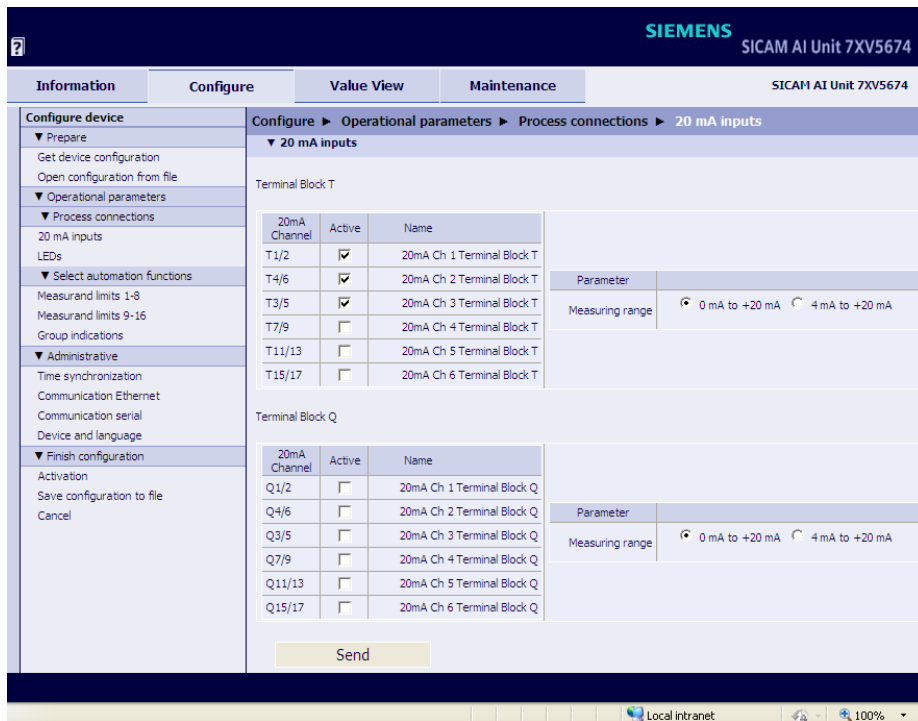 SIEMENS
?
SICAM AI Unit 7XV5674
Information Configure Value View Maintenance SICAM AI Unit 7XV5674
Configure device
▼ Prepare
Get device configuration
Open configuration from file
▼ Operational parameters
▼ Process connections
20 mA inputs
LEDs
▼ Select automation functions
Measurand limits 1-8
Measurand limits 9-16
Group indications
▼ Administrative
Time synchronization
Communication Ethernet
Communication serial
Device and language
▼ Finish configuration
Activation
Save configuration to file
Cancel
Configure ► Operational parameters ► Process connections ► 20 mA inputs
▼ 20 mA inputs
Terminal Block T
20mA Channel Active Name
T1/2 20mA Ch 1 Terminal Block T
T4/6 20mA Ch 2 Terminal Block T
T3/5 20mA Ch 3 Terminal Block T
T7/9 20mA Ch 4 Terminal Block T
T11/13 20mA Ch 5 Terminal Block T
T15/17 20mA Ch 6 Terminal Block T
Parameter
Measuring range 0 mA to +20 mA 4 mA to +20 mA
Terminal Block Q
20mA Channel Active Name
Q1/2 20mA Ch 1 Terminal Block Q
Q4/6 20mA Ch 2 Terminal Block Q
Q3/5 20mA Ch 3 Terminal Block Q
Q7/9 20mA Ch 4 Terminal Block Q
Q11/13 20mA Ch 5 Terminal Block Q
Q15/17 20mA Ch 6 Terminal Block Q
Parameter
Measuring range 0 mA to +20 mA 4 mA to +20 mA
Send
Local intranet 100%